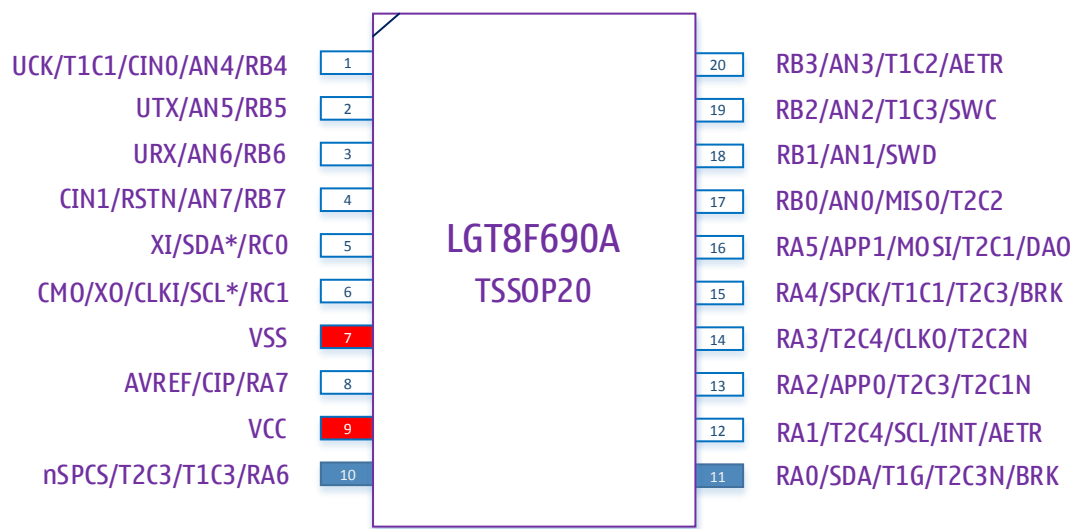 UCK/T1C1/CIN0/AN4/RB4 1
UTX/AN5/RB5 2
URX/AN6/RB6 3
CIN1/RSTN/AN7/RB7 4
XI/SDA*/RC0 5
CMO/XO/CLKI/SCL*/RC1 6
VSS 7
AVREF/CIP/RA7 8
VCC 9
nSPCS/T2C3/T1C3/RA6 10
LGT8F690A
TSSOP20
20 RB3/AN3/T1C2/AETR
19 RB2/AN2/T1C3/SWC
18 RB1/AN1/SWD
17 RB0/AN0/MISO/T2C2
16 RA5/APP1/MOSI/T2C1/DAO
15 RA4/SPCK/T1C1/T2C3/BRK
14 RA3/T2C4/CLKO/T2C2N
13 RA2/APP0/T2C3/T2C1N
12 RA1/T2C4/SCL/INT/AETR
11 RA0/SDA/T1G/T2C3N/BRK